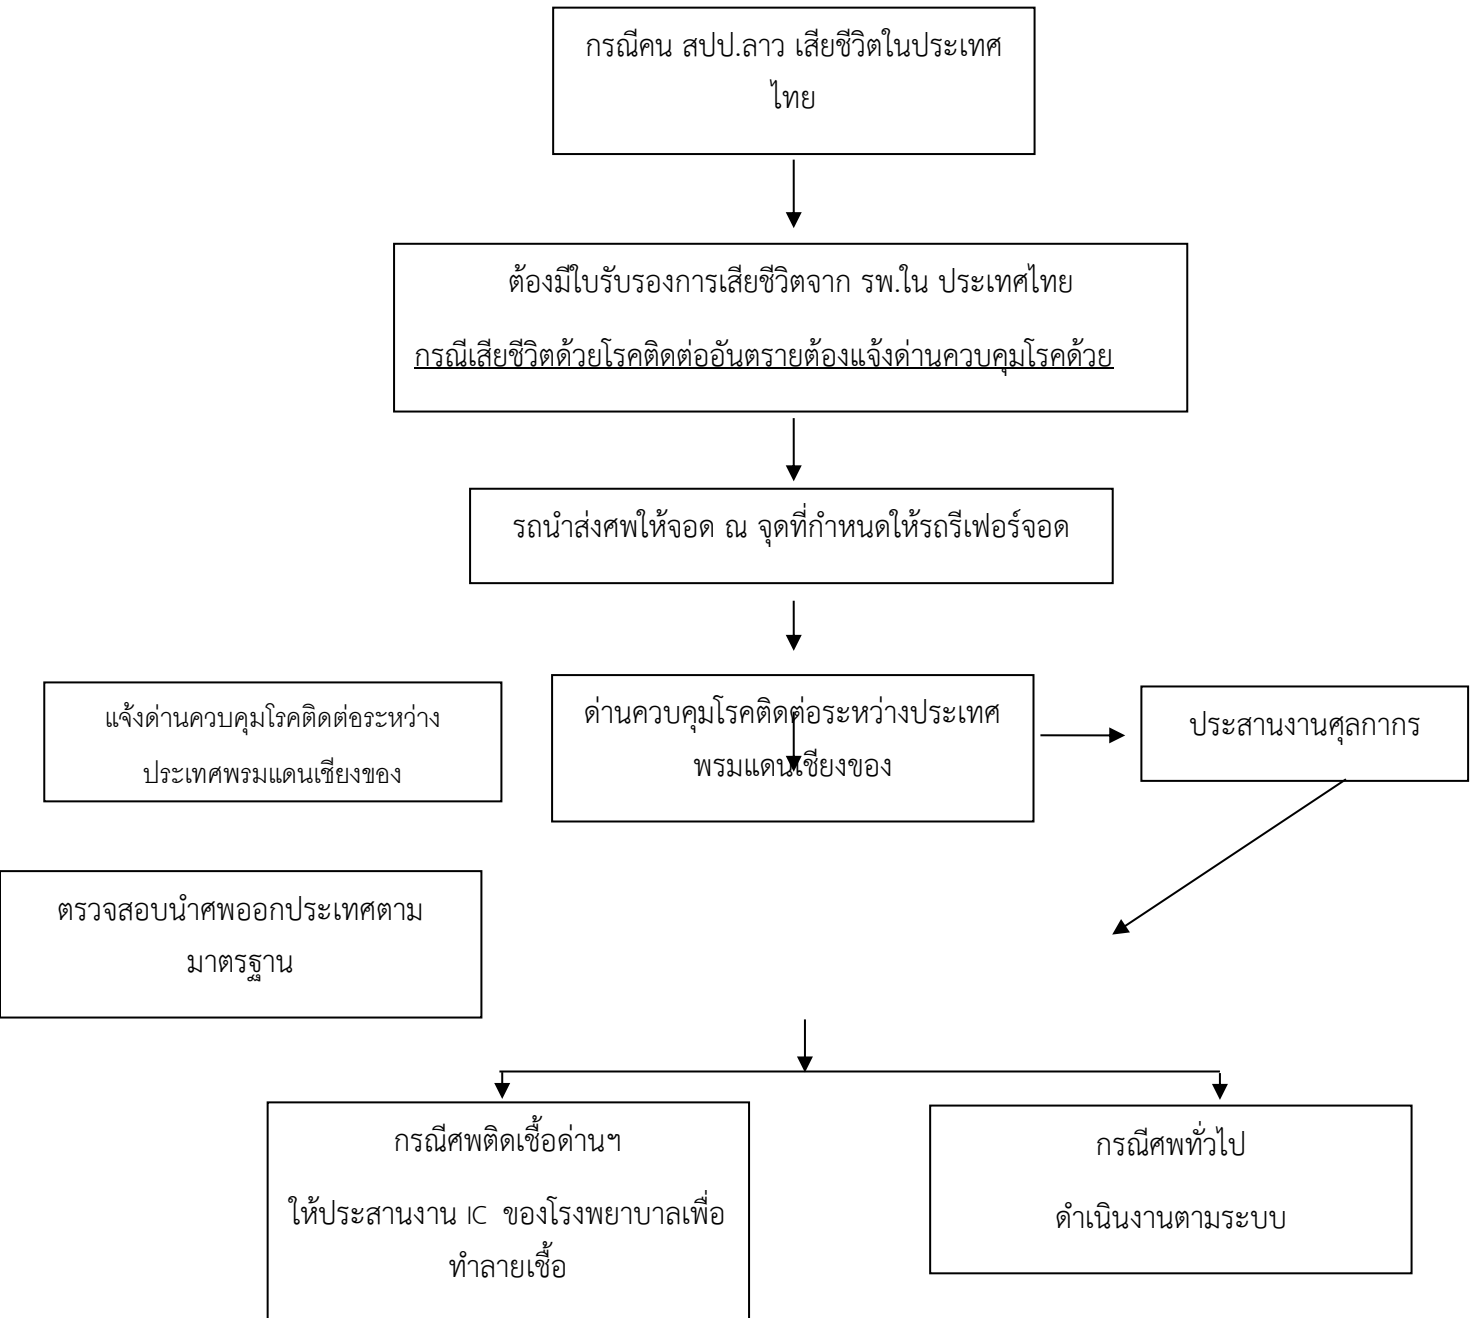 กรณีคน สปป.ลาว เสียชีวิตในประเทศ
ไทย
ต้องมีใบรับรองการเสียชีวิตจาก รพ.ใน ประเทศไทย
กรณีเสียชีวิตด้วยโรคติดต่ออันตรายต้องแจ้งด่านควบคุมโรคด้วย
รถนำส่งศพให้จอด ณ จุดที่กำหนดให้รถรีเฟอร์จอด
แจ้งด่านควบคุมโรคติดต่อระหว่าง
ประเทศพรมแดนเชียงของ
ด่านควบคุมโรคติดต่อระหว่างประเทศ
พรมแดนเชียงของ
ประสานงานศุลกากร
ตรวจสอบนำศพออกประเทศตาม
มาตรฐาน
กรณีศพติดเชื้อด่านฯ
ให้ประสานงาน IC ของโรงพยาบาลเพื่อ
ทำลายเชื้อ
กรณีศพทั่วไป
ดำเนินงานตามระบบ